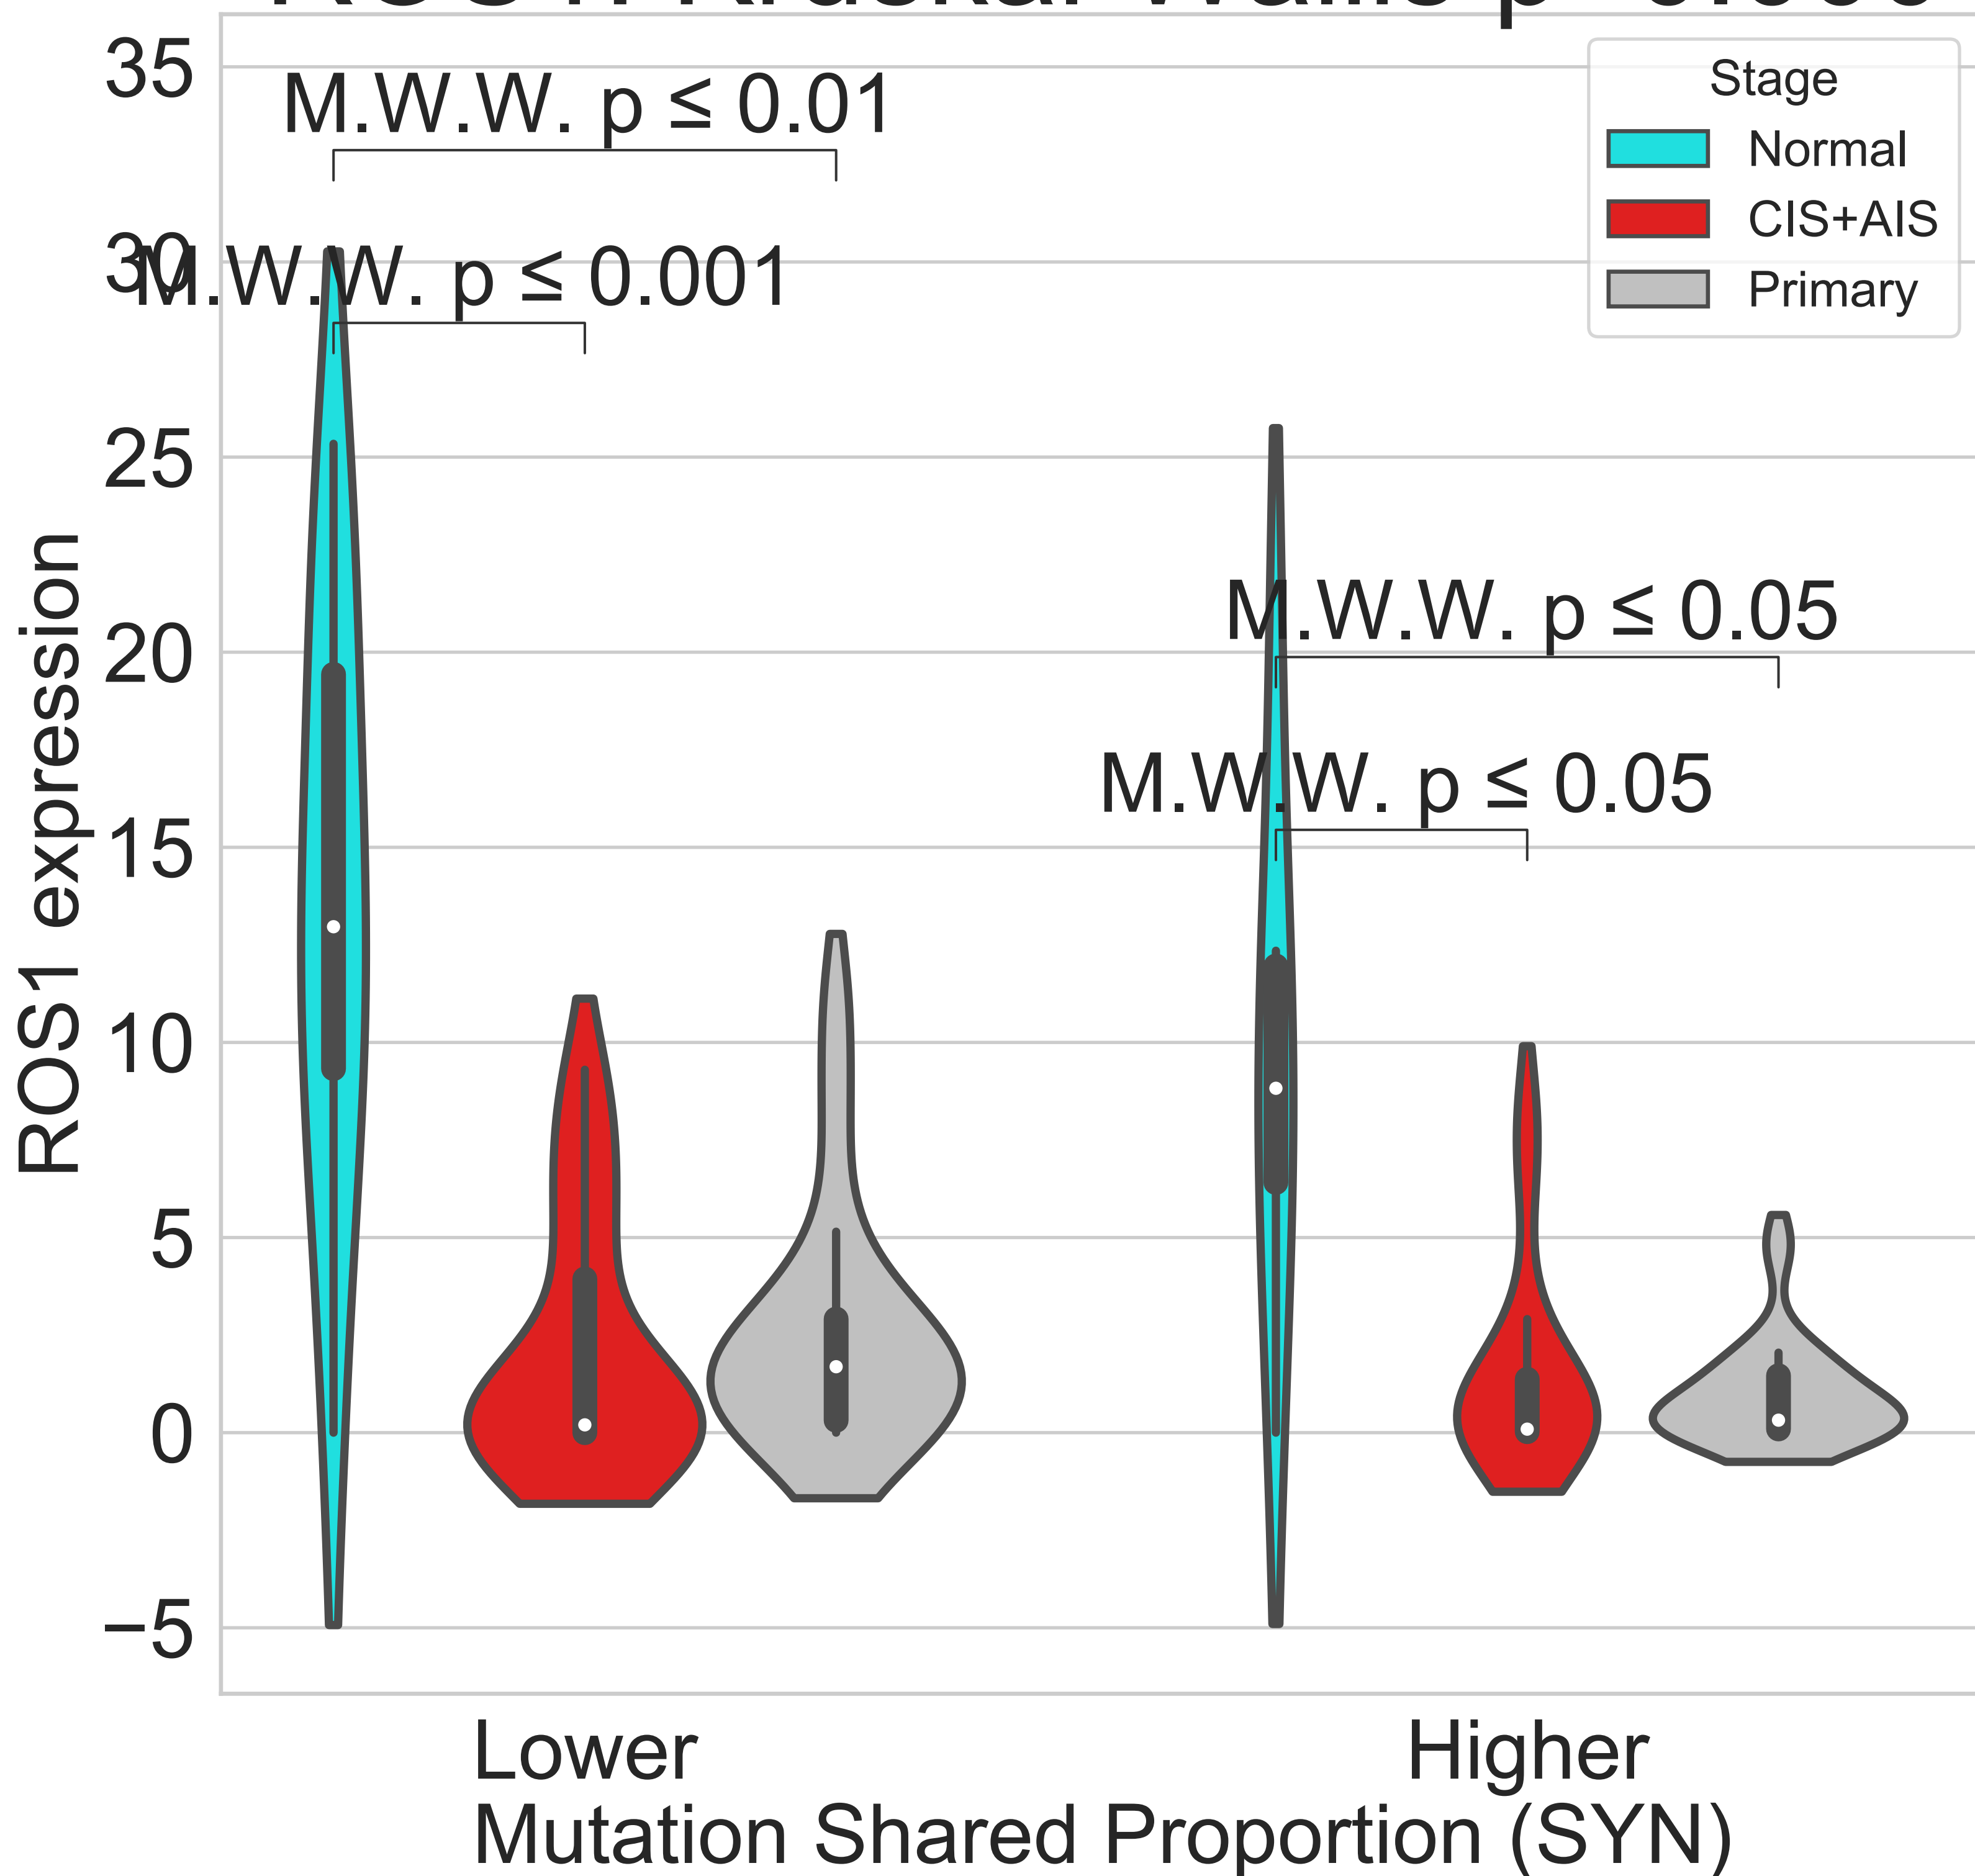 35
30
25
20
15
10
5
0
−5
ROS1 expression
M.W.W. p ≤ 0.01
M.W.W. p ≤ 0.001
M.W.W. p ≤ 0.05
M.W.W. p ≤ 0.05
Stage
Normal
CIS+AIS
Primary
Lower
Higher
Mutation Shared Proportion (SYN)